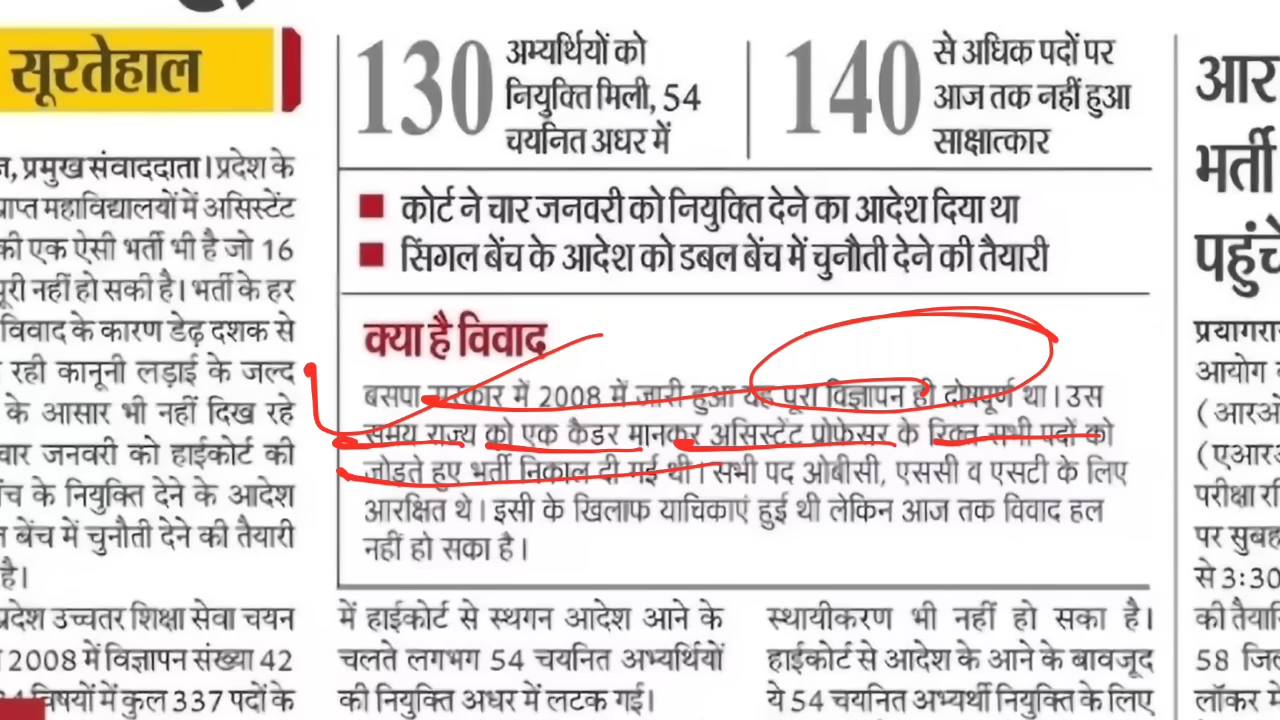 सूरतेहाल
130 अभ्यर्थियों को
नियुक्ति मिली, 54
चयनित अधर में
140 से अधिक पदों पर
आज तक नहीं हुआ
साक्षात्कार
कोर्ट ने चार जनवरी को नियुक्ति देने का आदेश दिया था
सिंगल बेंच के आदेश को डबल बेंच में चुनौती देने की तैयारी
क्या है विवाद
बसपा सरकार में 2008 में जारी हुआ यह पूरा विज्ञापन ही दोषपूर्ण था। उस
समय राज्य को एक कैडर मानकर असिस्टेंट प्रोफेसर के रिक्त सभी पदों को
जोड़ते हुए भर्ती निकाल दी गई थी। सभी पद ओबीसी, एससी व एसटी के लिए
आरक्षित थे। इसी के खिलाफ याचिकाएं हुई थी लेकिन आज तक विवाद हल
नहीं हो सका है।
प्रमुख संवाददाता। प्रदेश के
महाविद्यालयों में असिस्टेंट
की एक ऐसी भर्ती भी है जो 16
नहीं हो सकी है। भर्ती के हर
विवाद के कारण डेढ़ दशक से
रही कानूनी लड़ाई के जल्द
के आसार भी नहीं दिख रहे
जनवरी को हाईकोर्ट की
के नियुक्ति देने के आदेश
बेंच में चुनौती देने की तैयारी
है।
उच्चतर शिक्षा सेवा चयन
2008 में विज्ञापन संख्या 42
विषयों में कुल 337 पदों के
में हाईकोर्ट से स्थगन आदेश आने के
चलते लगभग 54 चयनित अभ्यर्थियों
की नियुक्ति अधर में लटक गई।
स्थायीकरण भी नहीं हो सका है।
हाईकोर्ट से आदेश के आने के बावजूद
ये 54 चयनित अभ्यर्थी नियुक्ति के लिए
आर
भर्ती
पहुंचे
आयोग
(आरओ
परीक्षा
पर सुबह
से 3:30
की
58
लॉकर